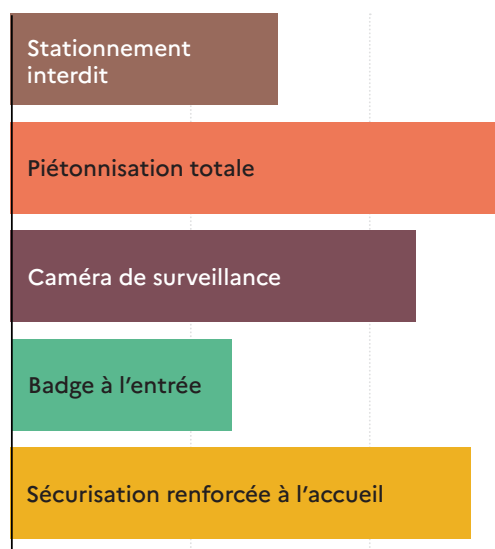 Stationnement
interdit
Piétonnisation totale
Caméra de surveillance
Badge à l’entrée
Sécurisation renforcée à l’accueil